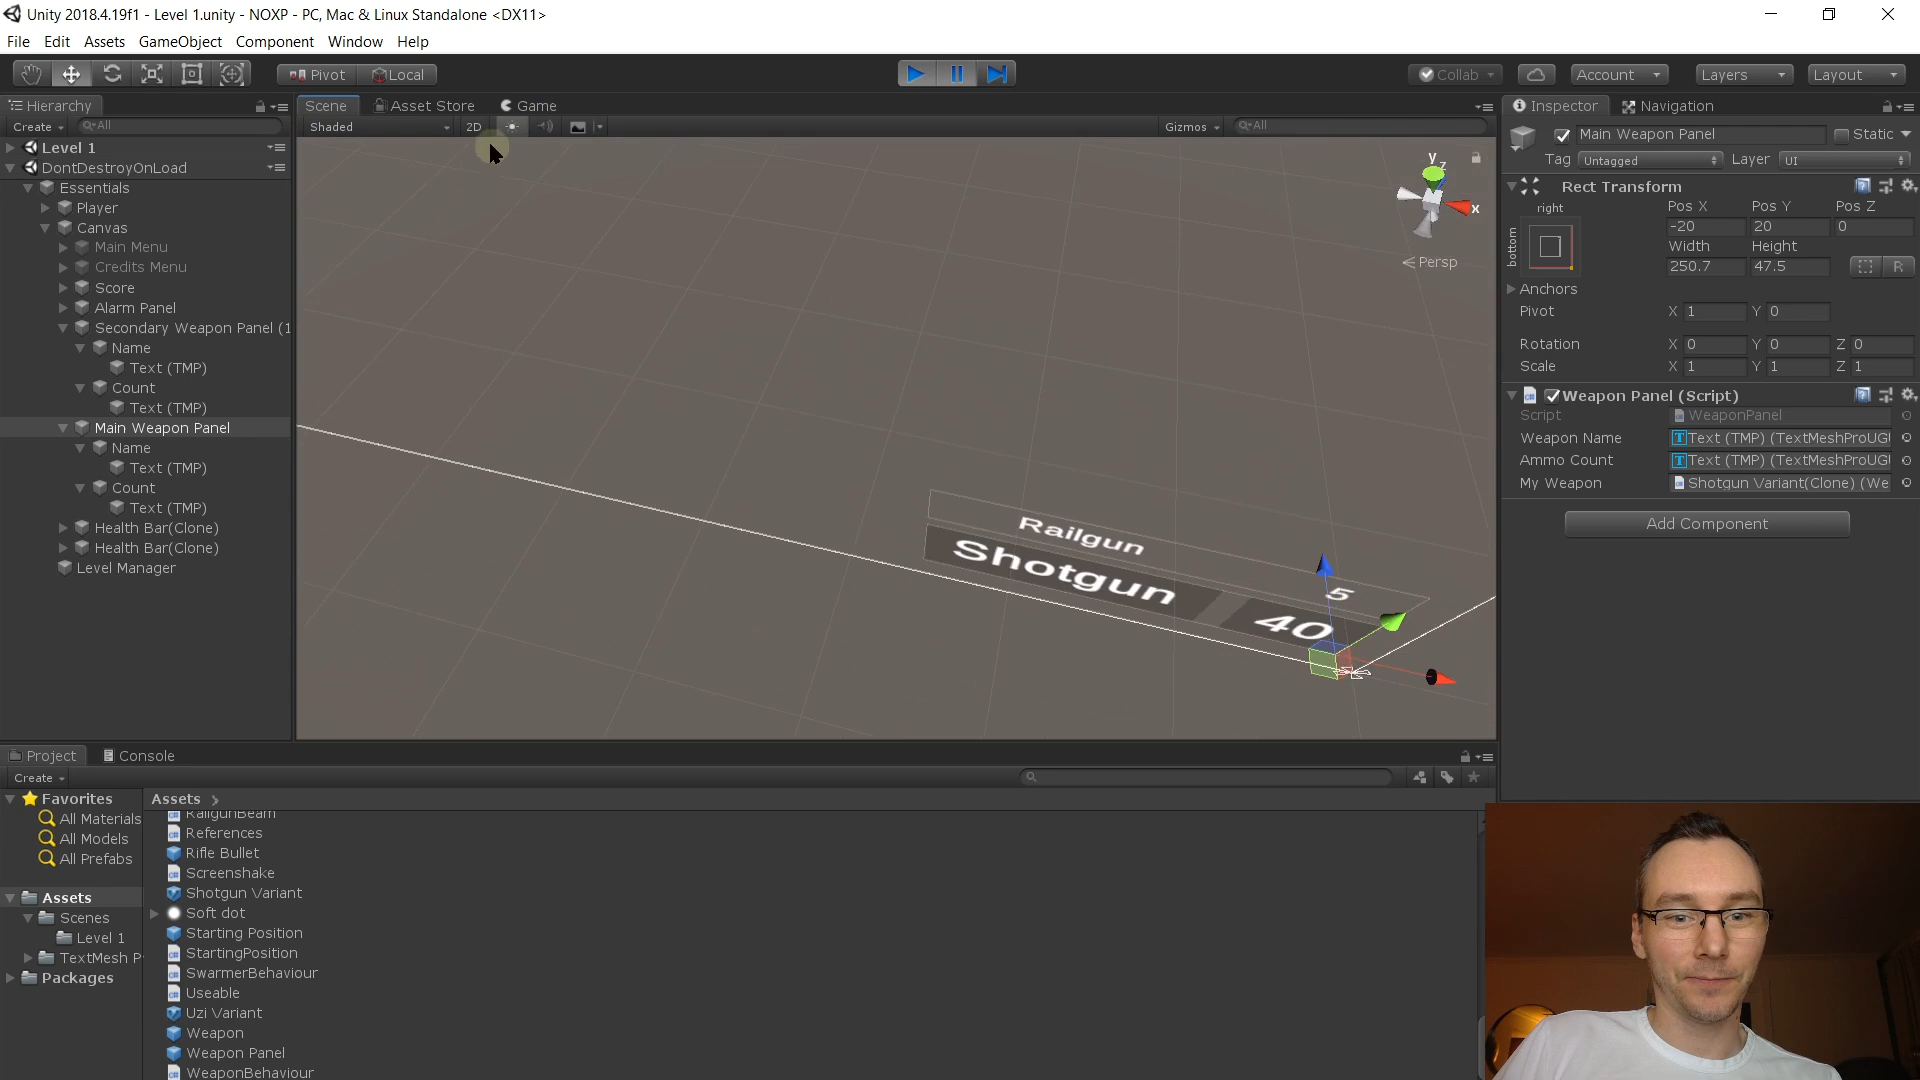 Unity 2018.4.19f1 - Level 1.unity - NOXP - PC, Mac & Linux Standalone <DX11>
File Edit Assets GameObject Component Window Help
Pivot Local Collab Account Layers Layout
Hierarchy
Create All
Level 1
DontDestroyOnLoad
Essentials
Player
Canvas
Main Menu
Credits Menu
Score
Alarm Panel
Secondary Weapon Panel (1
Name
Text (TMP)
Count
Text (TMP)
Main Weapon Panel
Name
Text (TMP)
Count
Text (TMP)
Health Bar(Clone)
Health Bar(Clone)
Level Manager
Scene Asset Store Game
Shaded 2D Gizmos All
y
z
x
Persp
Railgun 5
Shotgun 40
Inspector Navigation
Main Weapon Panel Static
Tag Untagged Layer UI
Rect Transform
right Pos X Pos Y Pos Z
bottom -20 20 0
Width Height
250.7 47.5 R
Anchors
Pivot X 1 Y 0
Rotation X 0 Y 0 Z 0
Scale X 1 Y 1 Z 1
Weapon Panel (Script)
Script WeaponPanel
Weapon Name Text (TMP) (TextMeshProUG
Ammo Count Text (TMP) (TextMeshProUG
My Weapon Shotgun Variant(Clone) (We
Add Component
Project Console
Create
Favorites
All Materials
All Models
All Prefabs
Assets
Scenes
Level 1
TextMesh P
Packages
Assets
RailgunBeam
References
Rifle Bullet
Screenshake
Shotgun Variant
Soft dot
Starting Position
StartingPosition
SwarmerBehaviour
Useable
Uzi Variant
Weapon
Weapon Panel
WeaponBehaviour